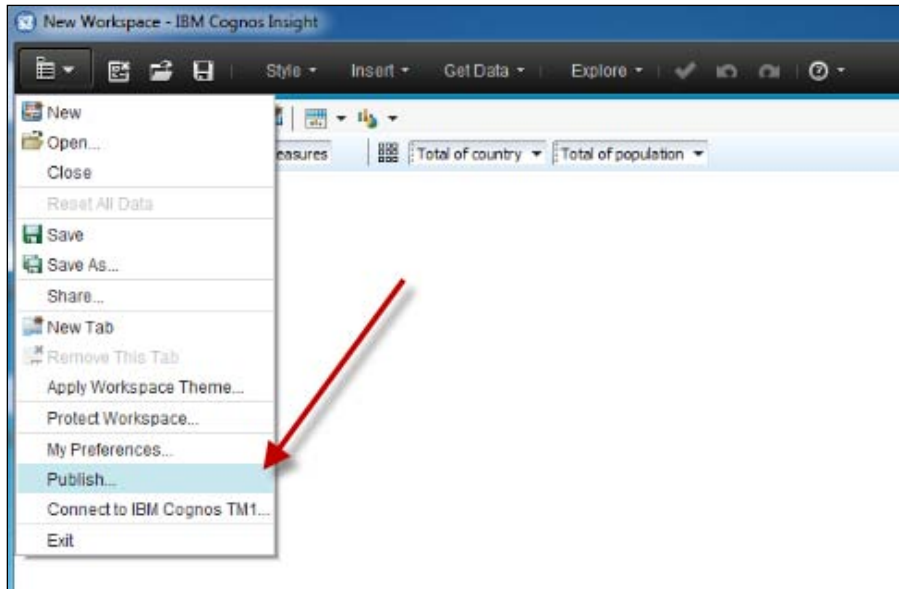 New Workspace - IBM Cognos Insight
Style Insert Get Data Explore
New
Open...
easures Total of country Total of population
Close
Reset All Data
Save
Save As...
Share...
New Tab
Remove This Tab
Apply Workspace Theme...
Protect Workspace...
My Preferences...
Publish...
Connect to IBM Cognos TM1...
Exit